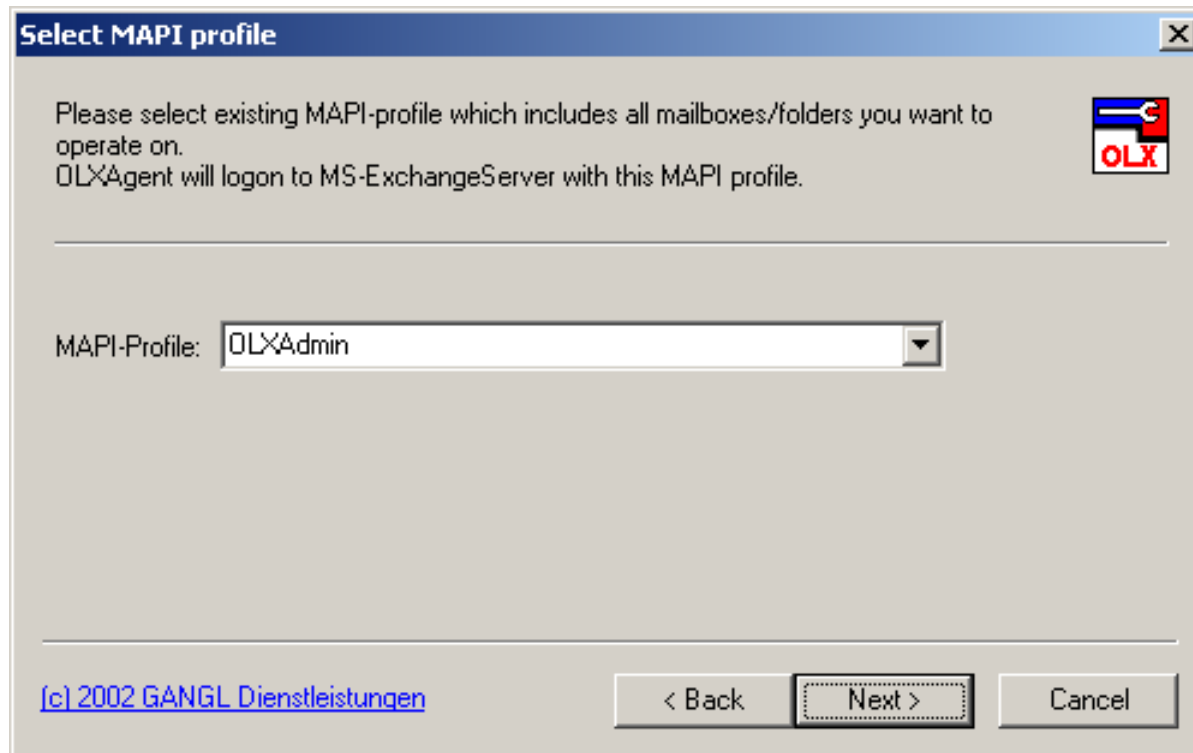 Select MAPI profile
Please select existing MAPI-profile which includes all mailboxes/folders you want to
operate on.
OLXAgent will logon to MS-ExchangeServer with this MAPI profile.
OLX
MAPI-Profile: OLXAdmin
(c) 2002 GANGL Dienstleistungen
< Back Next > Cancel